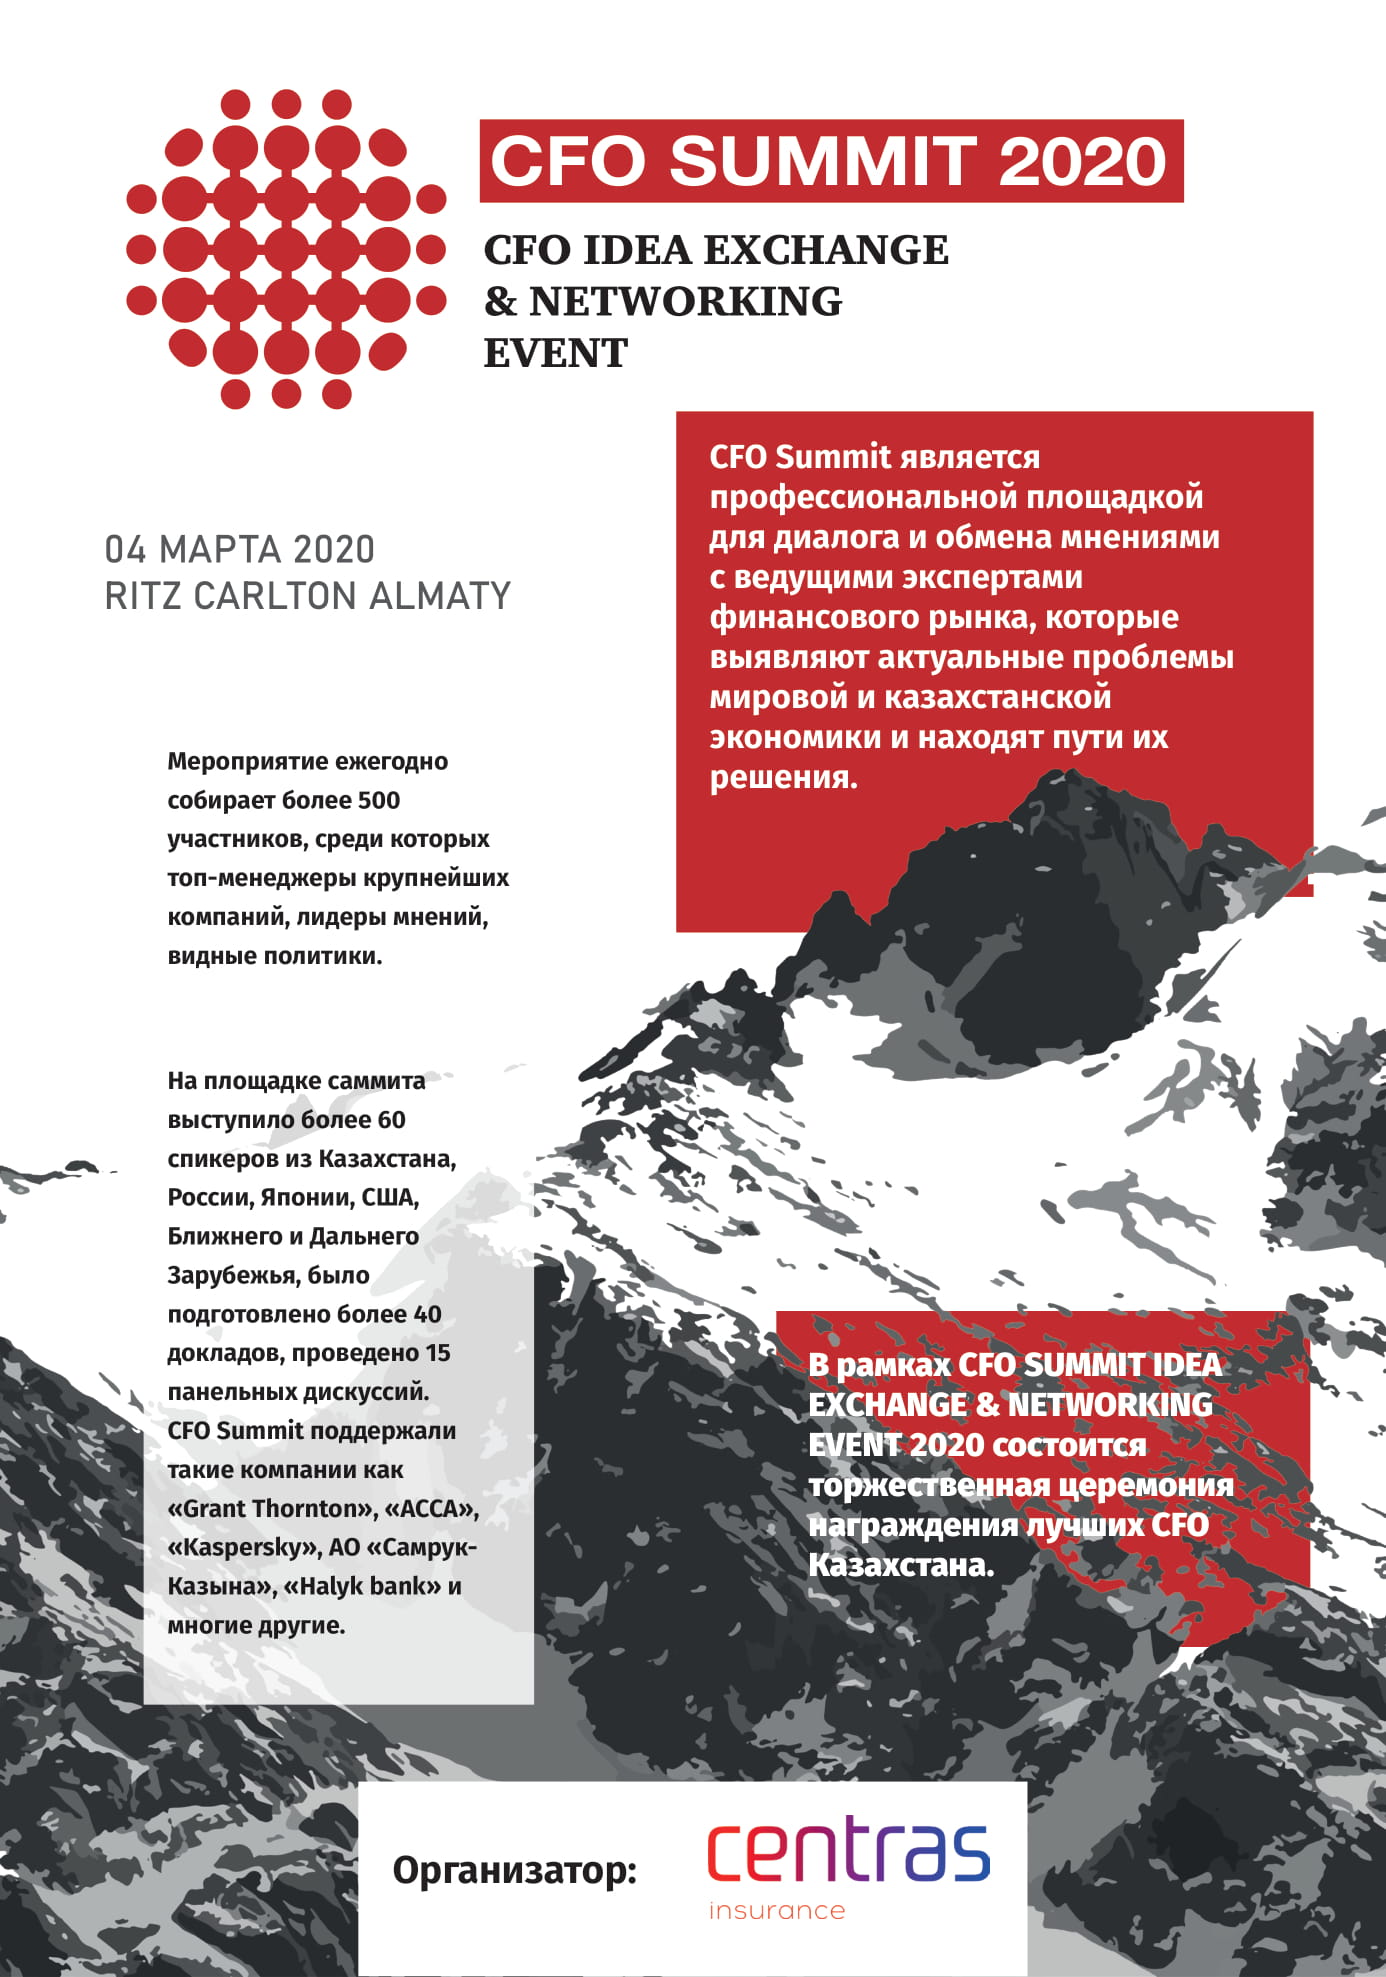 CFO SUMMIT 2020
CFO IDEA EXCHANGE
& NETWORKING
EVENT
CFO Summit является
профессиональной площадкой
для диалога и обмена мнениями
с ведущими экспертами
финансового рынка, которые
выявляют актуальные проблемы
мировой и казахстанской
экономики и находят пути их
решения.
04 МАРТА 2020
RITZ CARLTON ALMATY
Мероприятие ежегодно
собирает более 500
участников, среди которых
топ-менеджеры крупнейших
компаний, лидеры мнений,
видные политики.
На площадке саммита
выступило более 60
спикеров из Казахстана,
России, Японии, США,
Ближнего и Дальнего
Зарубежья, было
подготовлено более 40
докладов, проведено 15
панельных дискуссий.
CFO Summit поддержали
такие компании как
«Grant Thornton», «ACCA»,
«Kaspersky», АО «Самрук-
Казына», «Halyk bank» и
многие другие.
В рамках CFO SUMMIT IDEA
EXCHANGE & NETWORKING
EVENT 2020 состоится
торжественная церемония
награждения лучших CFO
Казахстана.
Организатор:
centras
insurance